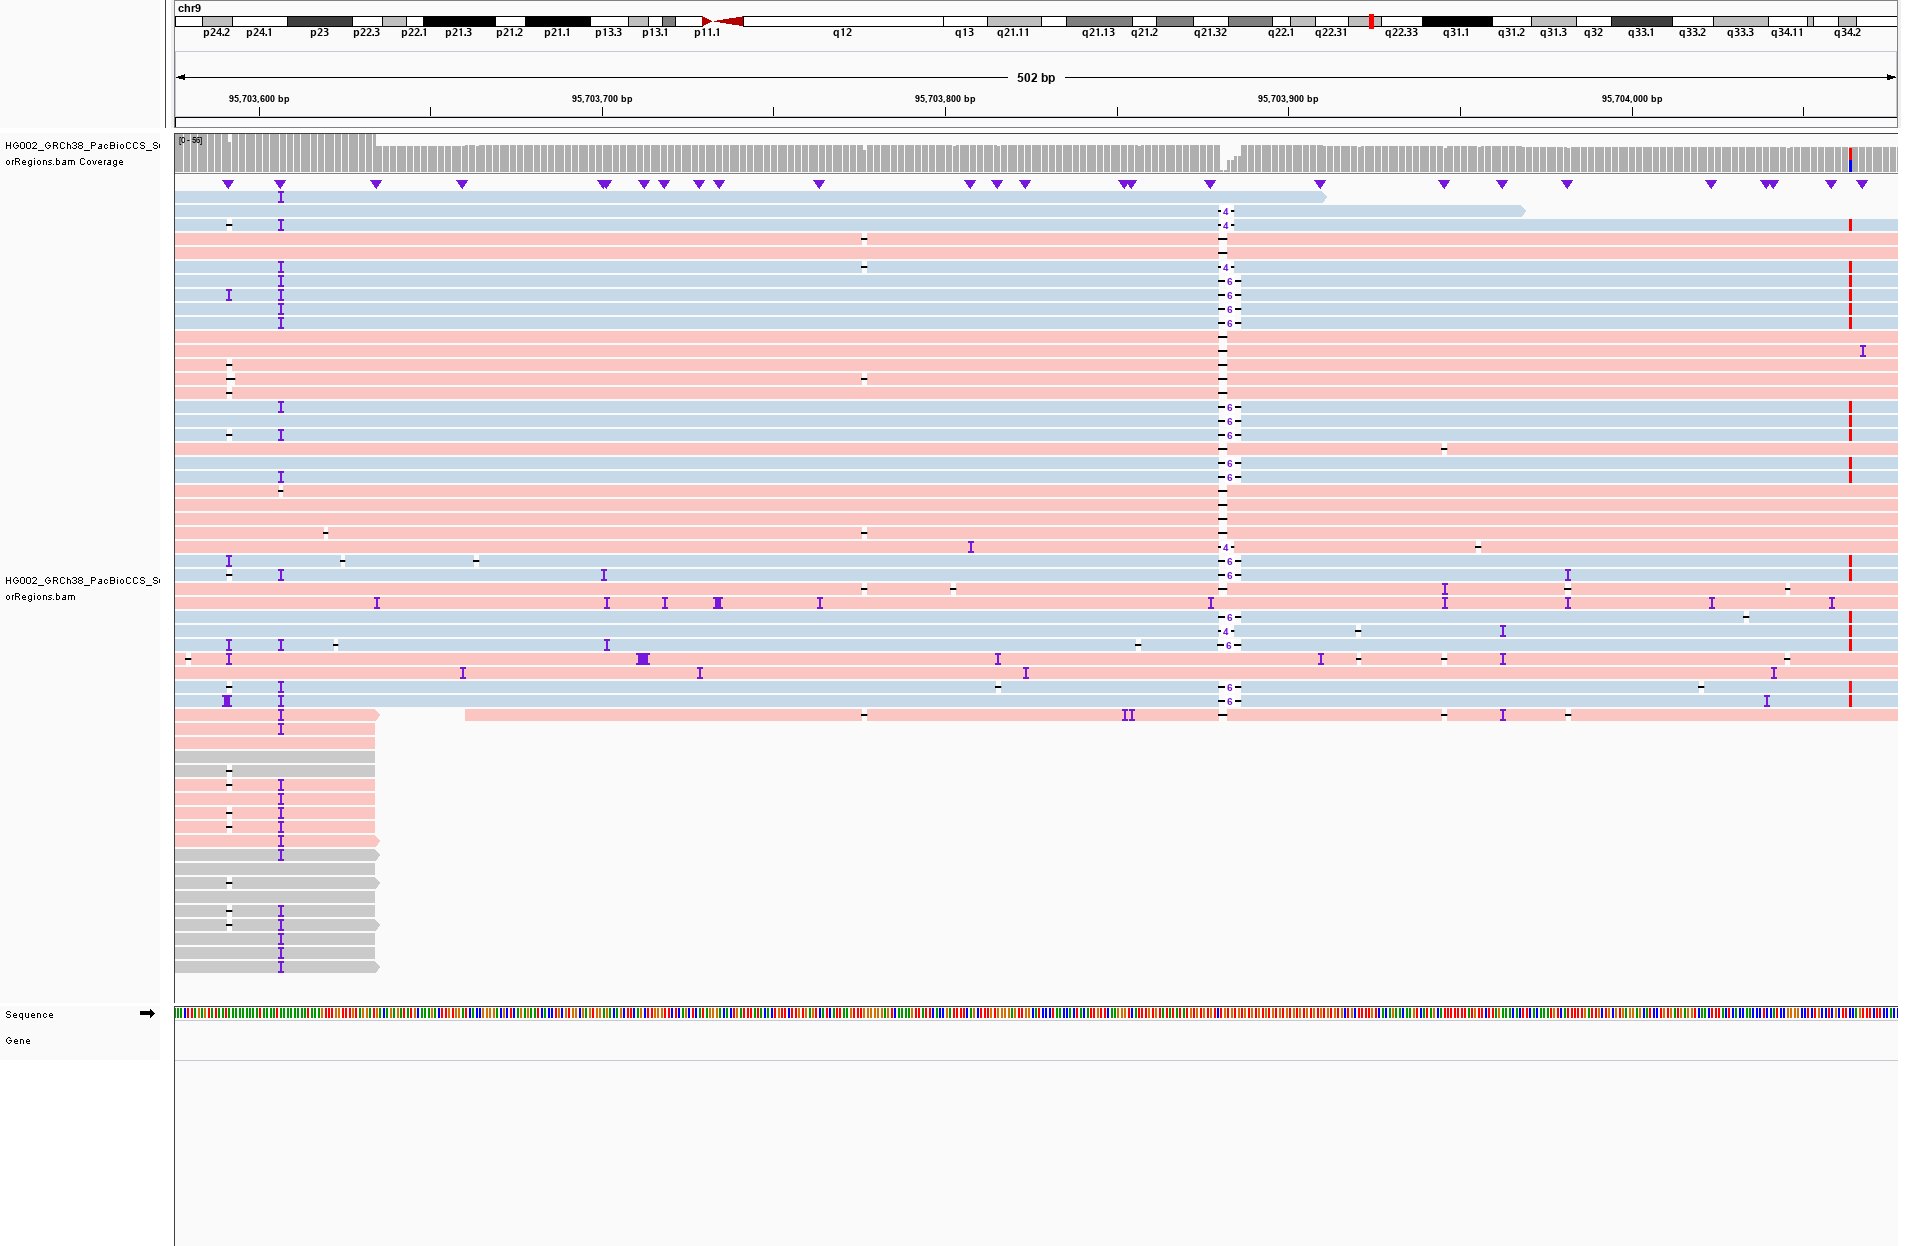 chr9
p24.2 p24.1 p23 p22.3 p22.1 p21.3 p21.2 p21.1 p13.3 p13.1 p11.1 q12 q13 q21.11 q21.13 q21.2 q21.32 q22.1 q22.31 q22.33 q31.1 q31.2 q31.3 q32 q33.1 q33.2 q33.3 q34.11 q34.2
502 bp
95,703,600 bp 95,703,700 bp 95,703,800 bp 95,703,900 bp 95,704,000 bp
[0 - 56]
HG002_GRCh38_PacBioCCS_S
orRegions.bam Coverage
4
4
4
6
6
6
6
6
6
6
6
6
4
6
6
6
4
6
6
6
HG002_GRCh38_PacBioCCS_S
orRegions.bam
Sequence
Gene